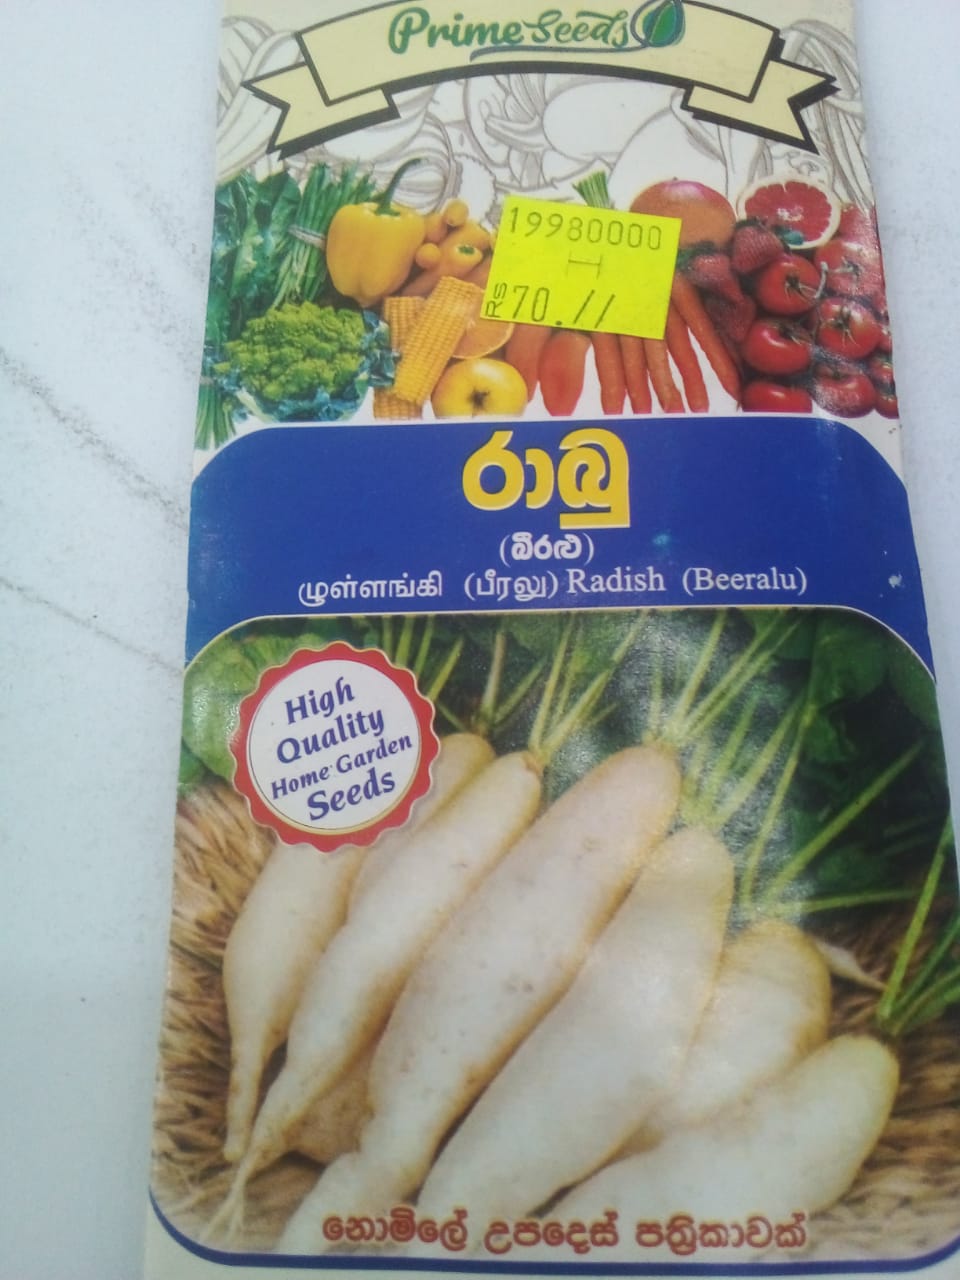 Prime Seeds
19980000
H
RS 70.//
රාබු
(බීරළු)
ழுள்ளங்கி (பீரலு) Radish (Beeralu)
High
Quality
Home Garden
Seeds
නොමිලේ උපදෙස් පත්‍රිකාවක්